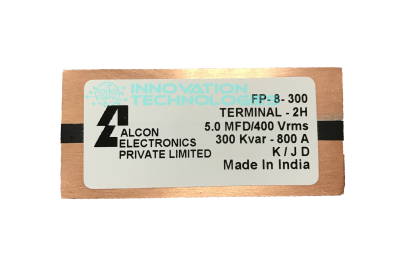 INNOVATION
TECHNOLOGIES
FP-8-300
TERMINAL - 2H
5.0 MFD/400 Vrms
300 Kvar - 800 A
K / J D
Made In India
ALCON
ELECTRONICS
PRIVATE LIMITED